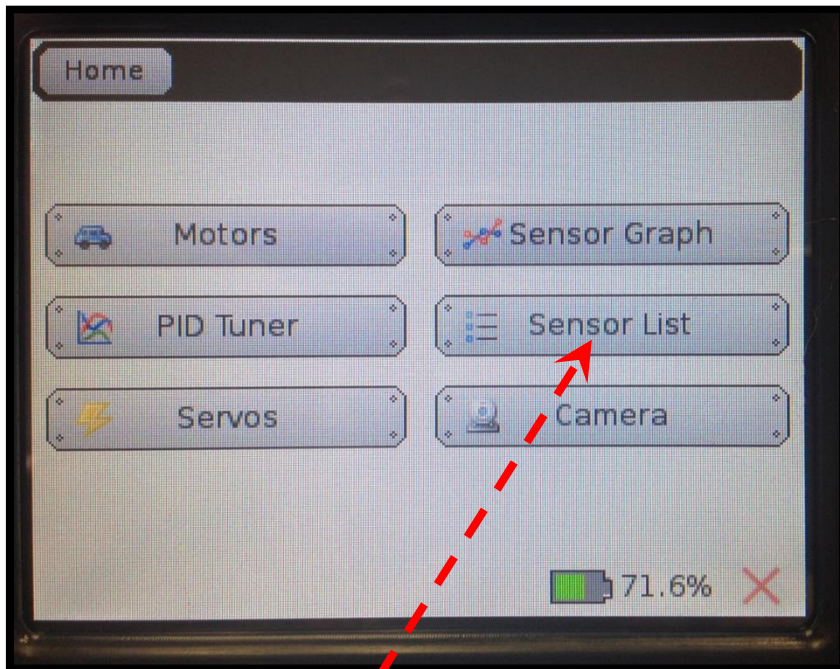 Home
Motors
Sensor Graph
PID Tuner
Sensor List
Servos
Camera
71.6%